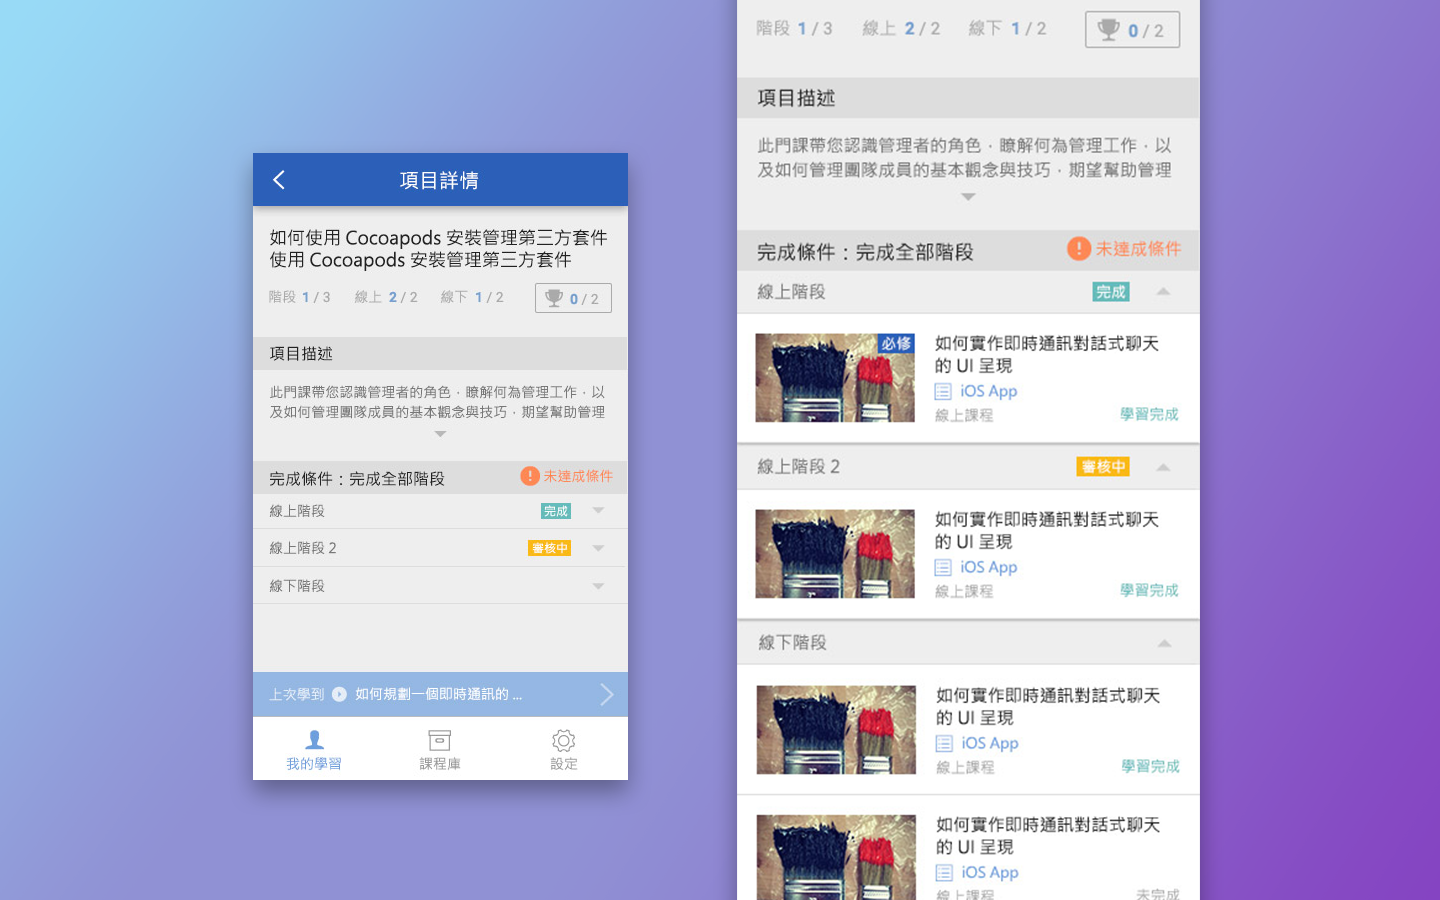 項目詳情
如何使用 Cocoapods 安裝管理第三方套件
使用 Cocoapods 安裝管理第三方套件
階段 1 / 3 線上 2 / 2 線下 1 / 2 0 / 2
項目描述
此門課帶您認識管理者的角色，瞭解何為管理工作，以
及如何管理團隊成員的基本觀念與技巧，期望幫助管理
完成條件：完成全部階段 未達成條件
線上階段 完成
線上階段 2 審核中
線下階段
上次學到 如何規劃一個即時通訊的 ...
我的學習 課程庫 設定
階段 1 / 3 線上 2 / 2 線下 1 / 2 0 / 2
項目描述
此門課帶您認識管理者的角色，瞭解何為管理工作，以
及如何管理團隊成員的基本觀念與技巧，期望幫助管理
完成條件：完成全部階段 未達成條件
線上階段 完成
必修
如何實作即時通訊對話式聊天
的 UI 呈現
iOS App
線上課程 學習完成
線上階段 2 審核中
如何實作即時通訊對話式聊天
的 UI 呈現
iOS App
線上課程 學習完成
線下階段
如何實作即時通訊對話式聊天
的 UI 呈現
iOS App
線上課程 學習完成
如何實作即時通訊對話式聊天
的 UI 呈現
iOS App
線上課程 未完成